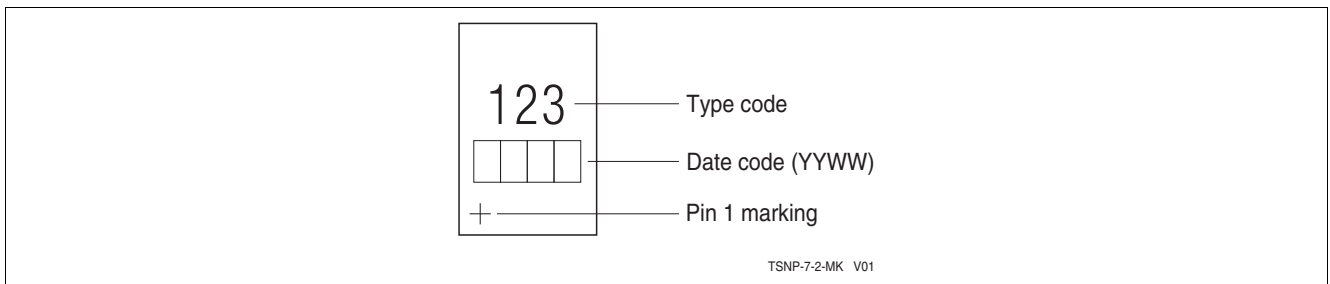 123 Type code
Date code (YYWW)
Pin 1 marking
TSNP-7-2-MK V01